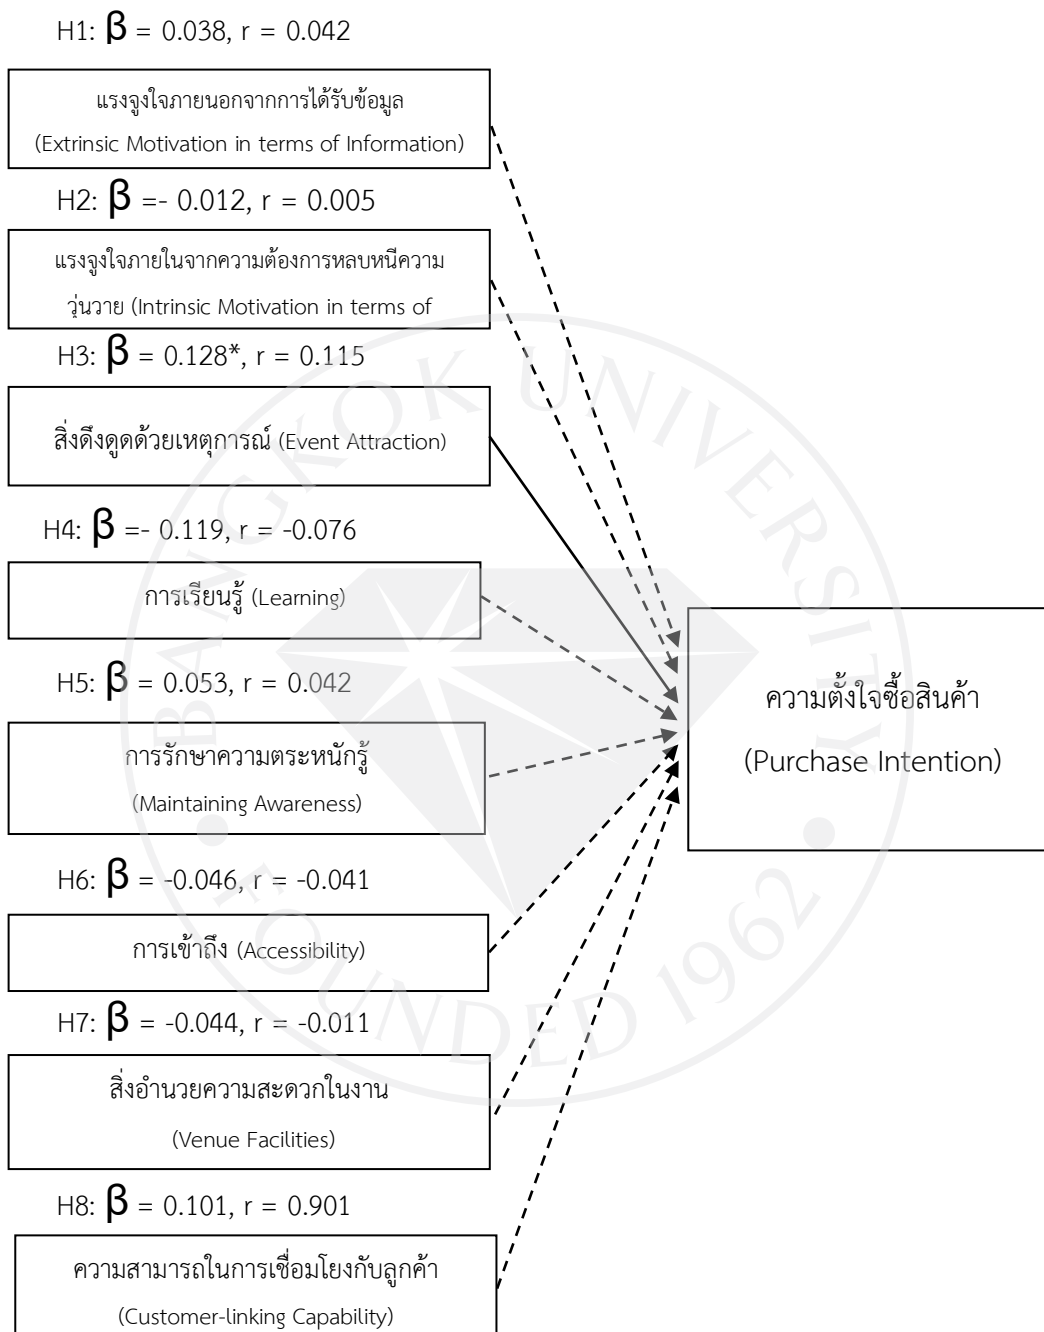 H1: β = 0.038, r = 0.042
แรงจูงใจภายนอกจากการได้รับข้อมูล
(Extrinsic Motivation in terms of Information)
H2: β =- 0.012, r = 0.005
แรงจูงใจภายในจากความต้องการหลบหนีความ
วุ่นวาย (Intrinsic Motivation in terms of
H3: β = 0.128*, r = 0.115
สิ่งดึงดูดด้วยเหตุการณ์ (Event Attraction)
H4: β =- 0.119, r = -0.076
การเรียนรู้ (Learning)
H5: β = 0.053, r = 0.042
การรักษาความตระหนักรู้
(Maintaining Awareness)
H6: β = -0.046, r = -0.041
การเข้าถึง (Accessibility)
H7: β = -0.044, r = -0.011
สิ่งอำนวยความสะดวกในงาน
(Venue Facilities)
H8: β = 0.101, r = 0.901
ความสามารถในการเชื่อมโยงกับลูกค้า
(Customer-linking Capability)
ความตั้งใจซื้อสินค้า
(Purchase Intention)
BANGKOK UNIVERSITY
FOUNDED 1962